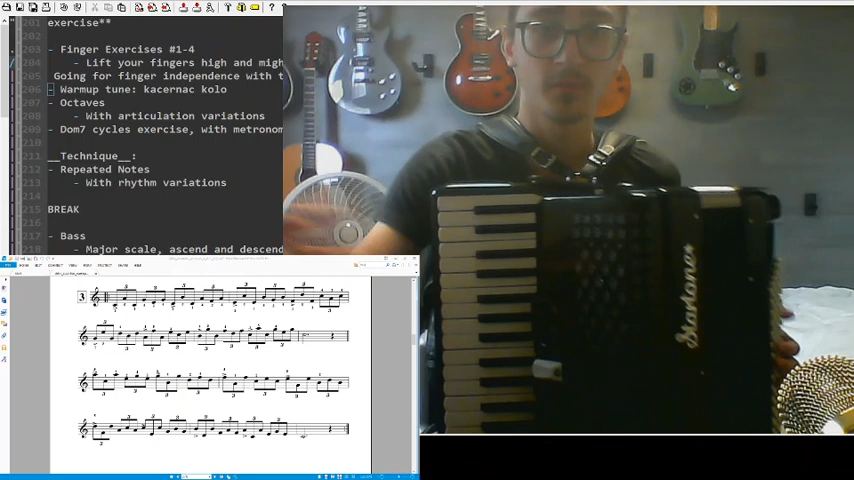 201 exercise**
202
203 - Finger Exercises #1-4
204 - Lift your fingers high and migh
205 Going for finger independence with t
206 - Warmup tune: kacernac kolo
207 - Octaves
208 - With articulation variations
209 - Dom7 cycles exercise, with metronom
210
211 __Technique__:
212 - Repeated Notes
213 - With rhythm variations
214
215 BREAK
216
217 - Bass
218 - Major scale, ascend and descend
3
Startone